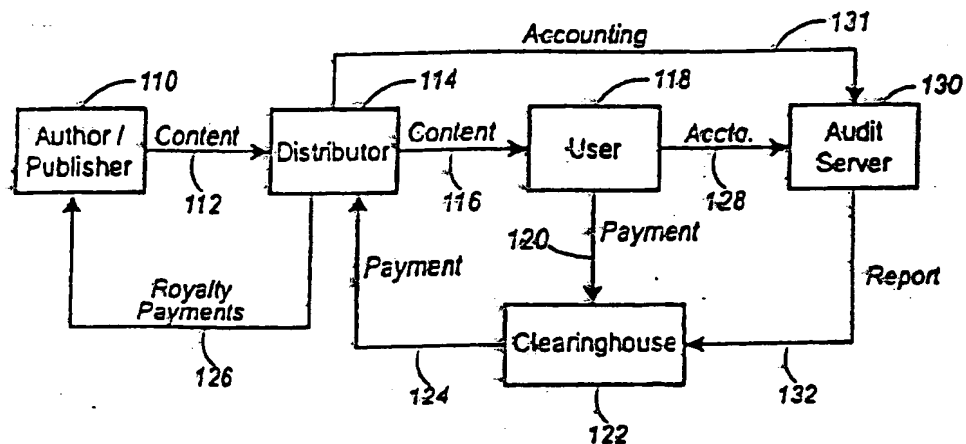 Accounting
131
110
114
118
130
Author /
Publisher
Content
Distributor
Content
User
Accta.
Audit
Server
112
116
128
120
Payment
Payment
Report
Royalty
Payments
Clearinghouse
126
124
132
122